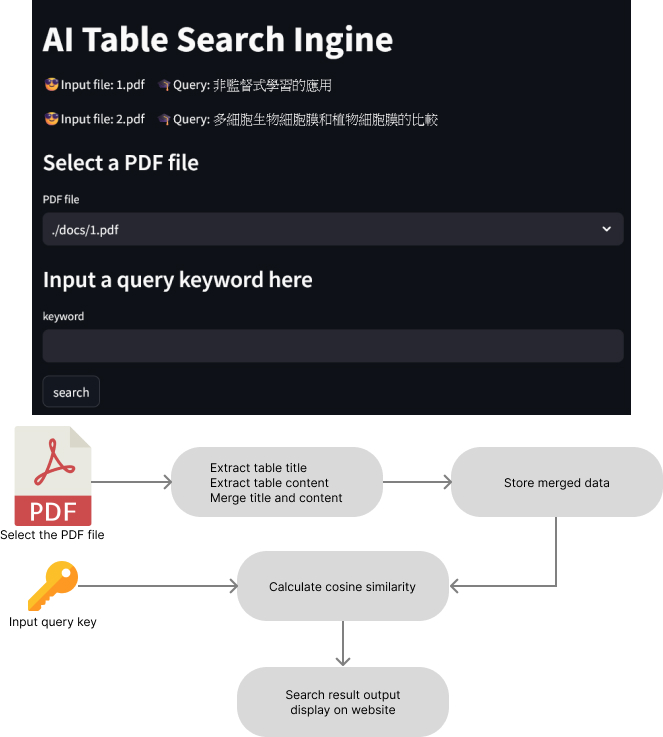 AI Table Search Ingine
Input file: 1.pdf Query: 非監督式學習的應用
Input file: 2.pdf Query: 多細胞生物細胞膜和植物細胞膜的比較
Select a PDF file
PDF file
./docs/1.pdf
Input a query keyword here
keyword
search
PDF
Select the PDF file
Extract table title
Extract table content
Merge title and content
Store merged data
Input query key
Calculate cosine similarity
Search result output
display on website